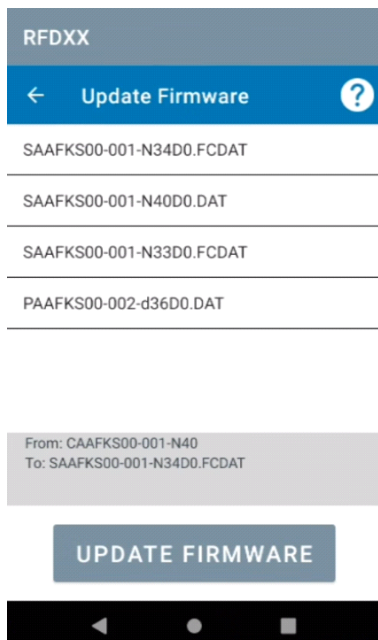 RFDXX
Update Firmware
?
SAAFKS00-001-N34D0.FCDAT
SAAFKS00-001-N40D0.DAT
SAAFKS00-001-N33D0.FCDAT
PAAFKS00-002-d36D0.DAT
From: CAAFKS00-001-N40
To: SAAFKS00-001-N34D0.FCDAT
UPDATE FIRMWARE